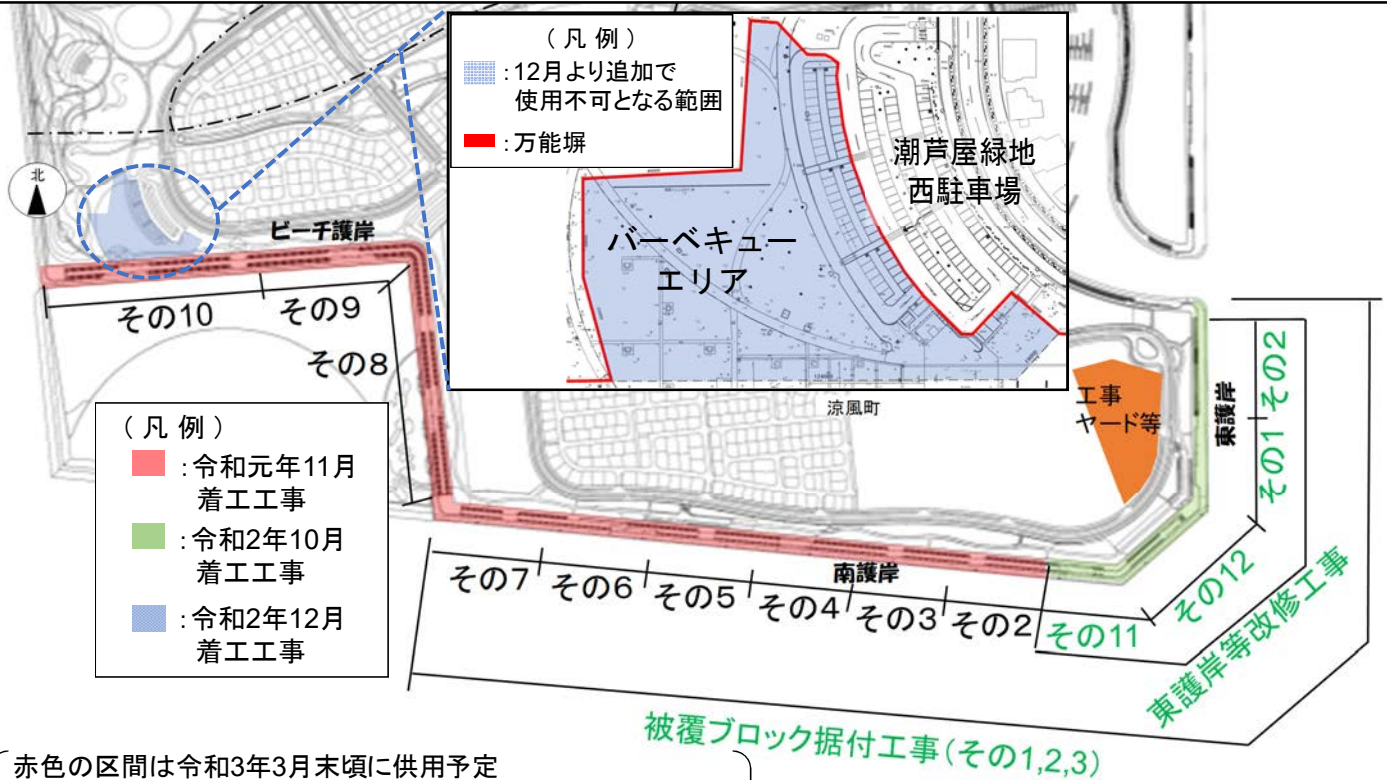 (凡例)
:12月より追加で
使用不可となる範囲
:万能塀
潮芦屋緑地
西駐車場
バーベキュー
エリア
北
ビーチ護岸
その10
その9
その8
涼風町
工事
ヤード等
東護岸
その2
その1
(凡例)
:令和元年11月
着工工事
:令和2年10月
着工工事
:令和2年12月
着工工事
南護岸
その7
その6
その5
その4
その3
その2
その11
その12
東護岸等改修工事
被覆ブロック据付工事(その1,2,3)
赤色の区間は令和3年3月末頃に供用予定